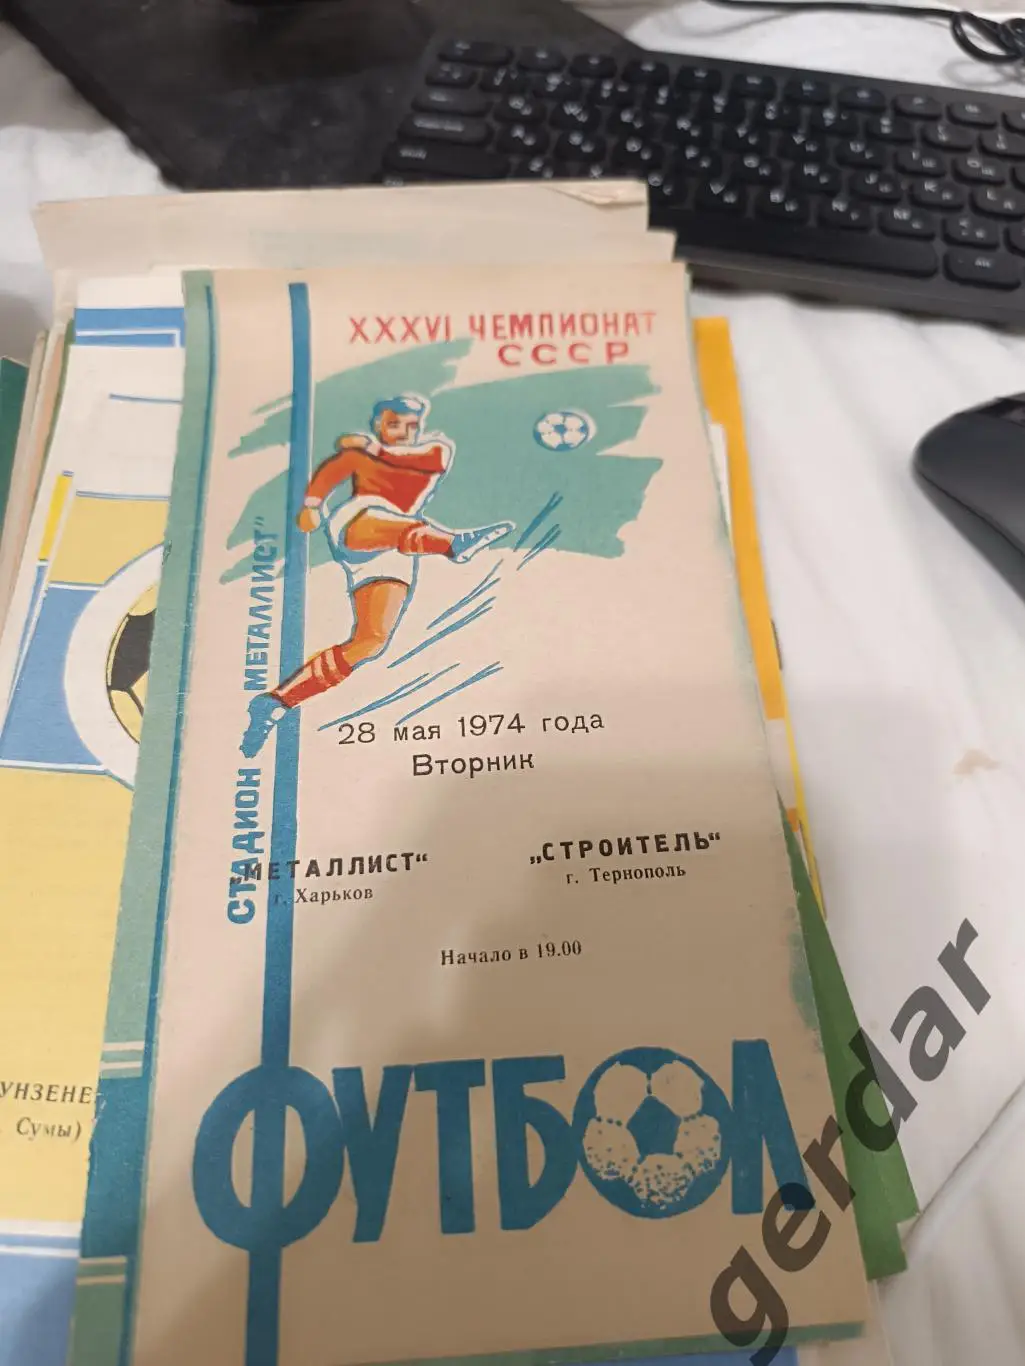 XXXVI ЧЕМПИОНАТ
СССР
СТАДИОН „МЕТАЛЛИСТ"
28 мая 1974 года
Вторник
„МЕТАЛЛИСТ"
г. Харьков
„СТРОИТЕЛЬ"
г. Тернополь
Начало в 19.00
ФУТБОЛ
УНЗЕНЕ
. Сумы)
gerdar